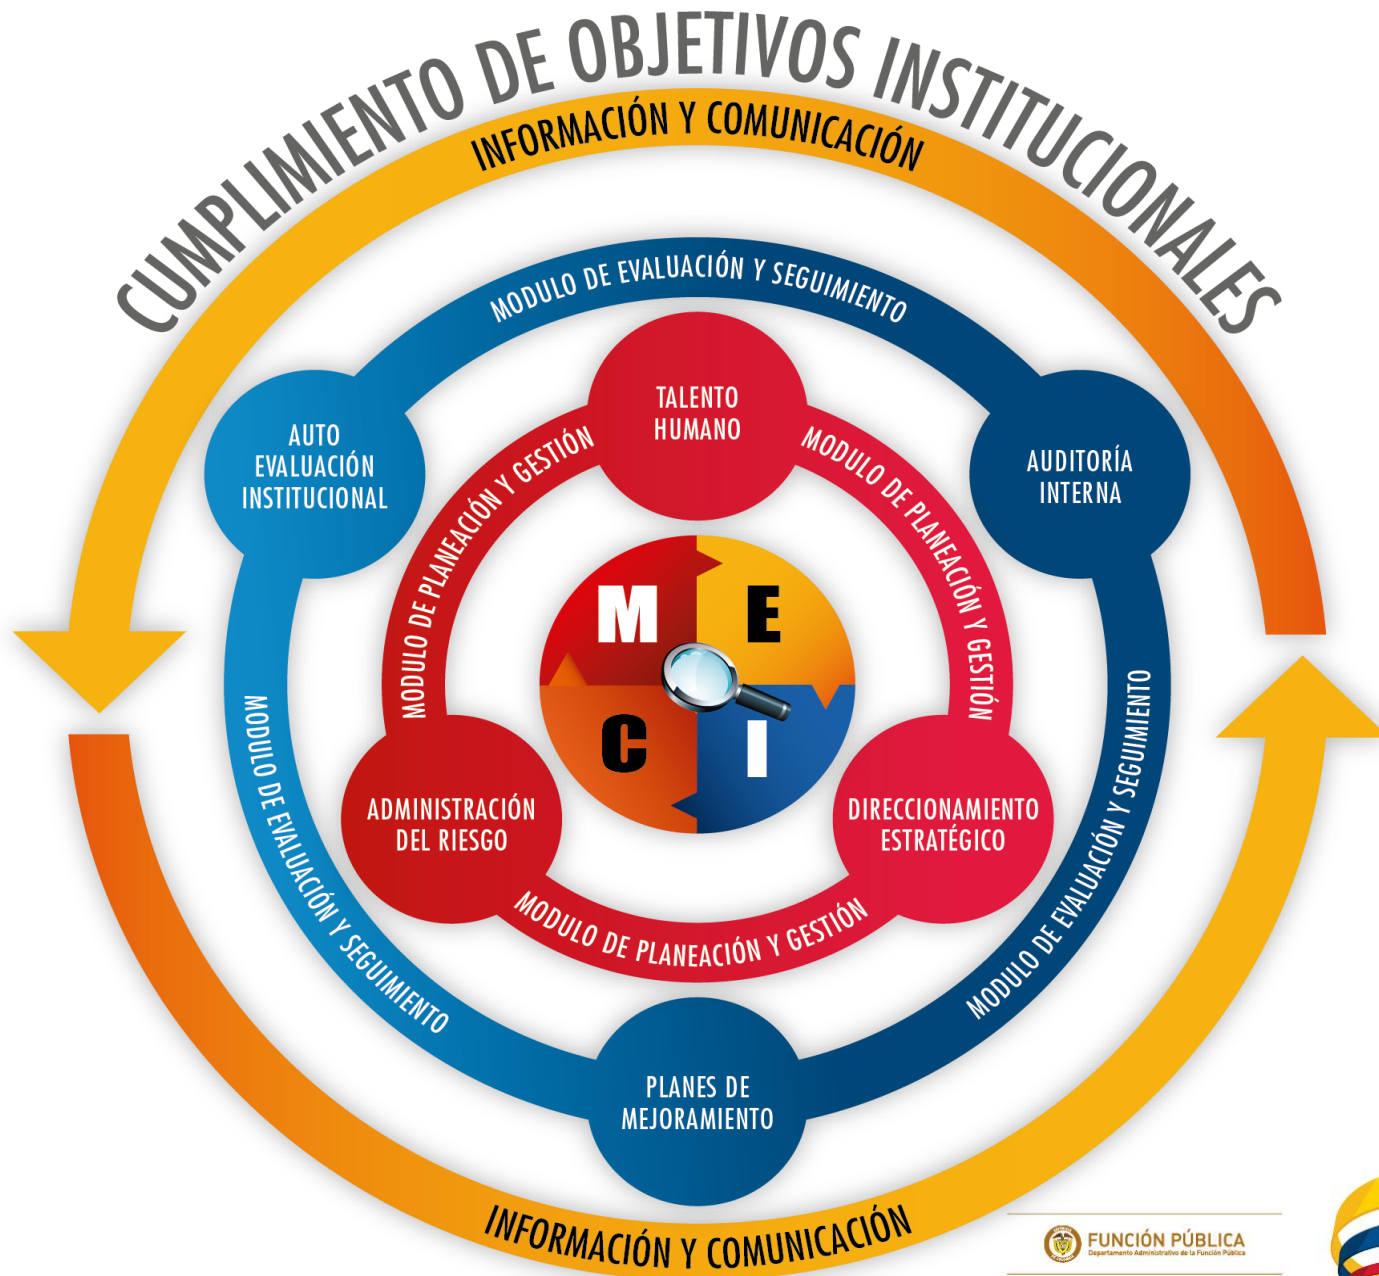 CUMPLIMIENTO DE OBJETIVOS INSTITUCIONALES
INFORMACIÓN Y COMUNICACIÓN
MODULO DE EVALUACIÓN Y SEGUIMIENTO
TALENTO
HUMANO
AUTO
EVALUACIÓN
INSTITUCIONAL
AUDITORÍA
INTERNA
MODULO DE PLANEACIÓN Y GESTIÓN
MODULO DE PLANEACIÓN Y GESTIÓN
M E
C I
MODULO DE EVALUACIÓN Y SEGUIMIENTO
MODULO DE EVALUACIÓN Y SEGUIMIENTO
ADMINISTRACIÓN
DEL RIESGO
DIRECCIONAMIENTO
ESTRATÉGICO
MODULO DE PLANEACIÓN Y GESTIÓN
PLANES DE
MEJORAMIENTO
INFORMACIÓN Y COMUNICACIÓN
FUNCIÓN PÚBLICA
Departamento Administrativo de la Función Pública